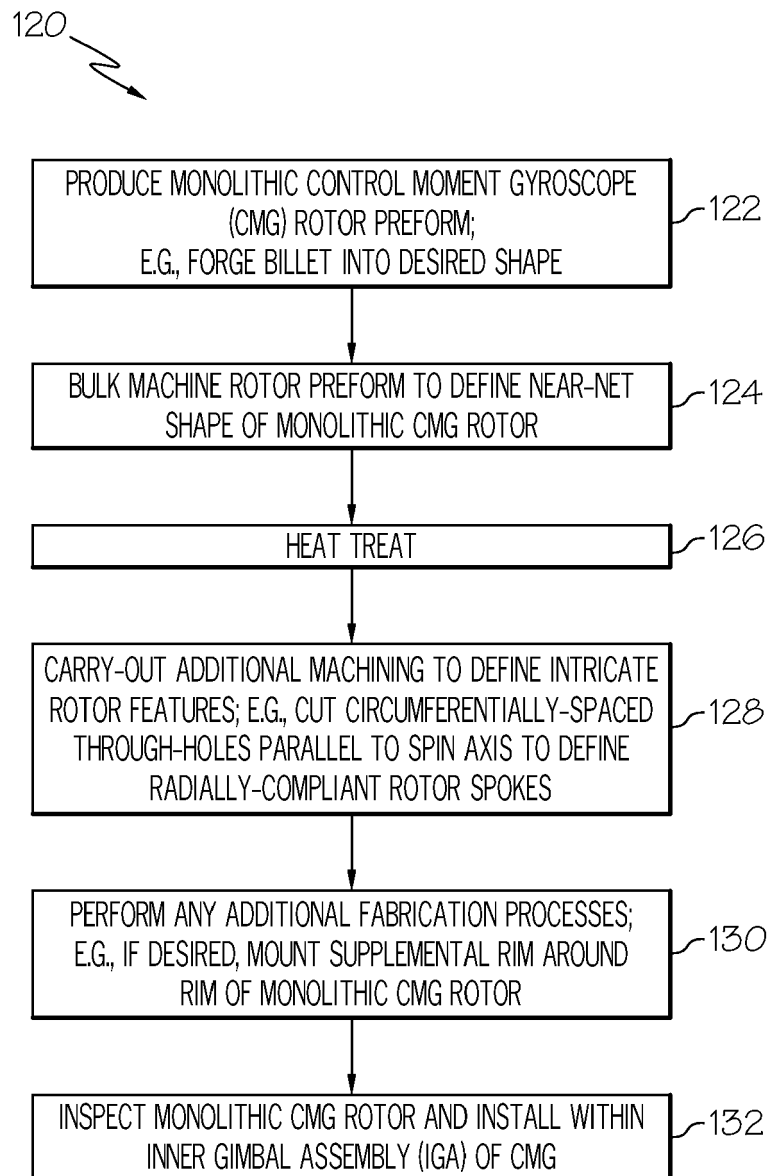 120
PRODUCE MONOLITHIC CONTROL MOMENT GYROSCOPE
(CMG) ROTOR PREFORM;
E.G., FORGE BILLET INTO DESIRED SHAPE
122
BULK MACHINE ROTOR PREFORM TO DEFINE NEAR-NET
SHAPE OF MONOLITHIC CMG ROTOR
124
HEAT TREAT
126
CARRY-OUT ADDITIONAL MACHINING TO DEFINE INTRICATE
ROTOR FEATURES; E.G., CUT CIRCUMFERENTIALLY-SPACED
THROUGH-HOLES PARALLEL TO SPIN AXIS TO DEFINE
RADIALLY-COMPLIANT ROTOR SPOKES
128
PERFORM ANY ADDITIONAL FABRICATION PROCESSES;
E.G., IF DESIRED, MOUNT SUPPLEMENTAL RIM AROUND
RIM OF MONOLITHIC CMG ROTOR
130
INSPECT MONOLITHIC CMG ROTOR AND INSTALL WITHIN
INNER GIMBAL ASSEMBLY (IGA) OF CMG
132